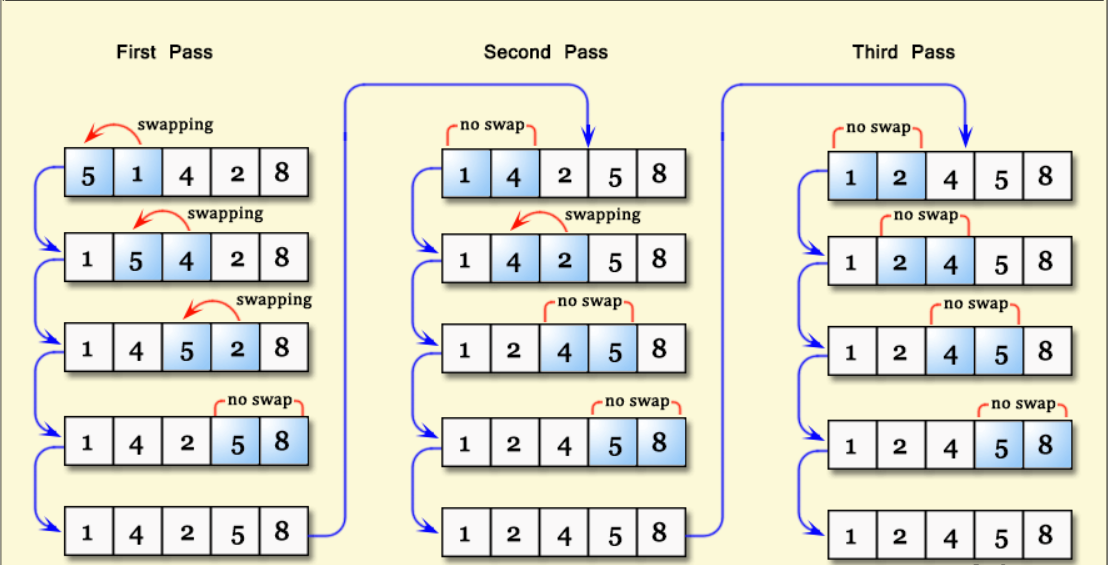 First Pass
swapping
5 1 4 2 8
swapping
1 5 4 2 8
swapping
1 4 5 2 8
no swap
1 4 2 5 8
1 4 2 5 8
Second Pass
no swap
1 4 2 5 8
swapping
1 4 2 5 8
no swap
1 2 4 5 8
no swap
1 2 4 5 8
1 2 4 5 8
Third Pass
no swap
1 2 4 5 8
no swap
1 2 4 5 8
no swap
1 2 4 5 8
no swap
1 2 4 5 8
1 2 4 5 8